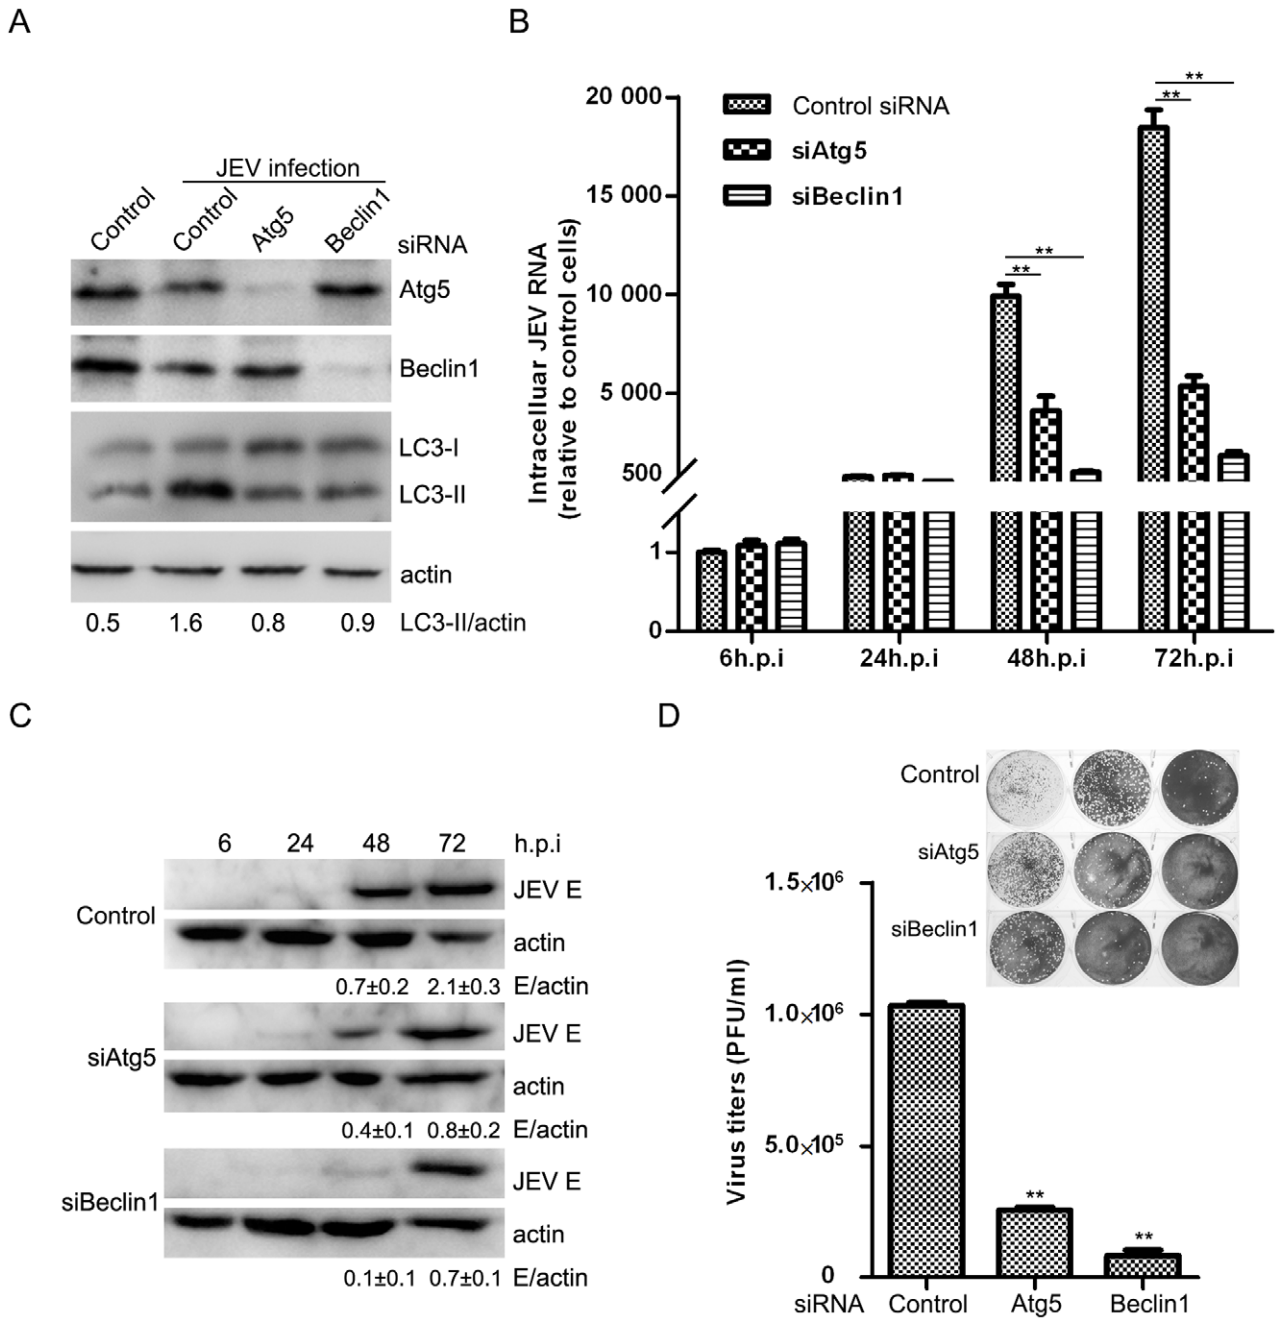 A
JEV infection
Control
Control
Atg5
Beclin1
siRNA
Atg5
Beclin1
LC3-I
LC3-II
actin
0.5 1.6 0.8 0.9 LC3-II/actin
B
Intracelluar JEV RNA
(relative to control cells)
20 000
15 000
10 000
5 000
500
1
0
Control siRNA
siAtg5
siBeclin1
**
**
**
**
6h.p.i 24h.p.i 48h.p.i 72h.p.i
C
6 24 48 72 h.p.i
Control
JEV E
actin
0.7±0.2 2.1±0.3 E/actin
siAtg5
JEV E
actin
0.4±0.1 0.8±0.2 E/actin
siBeclin1
JEV E
actin
0.1±0.1 0.7±0.1 E/actin
D
Control
siAtg5
siBeclin1
Virus titers (PFU/ml)
1.5×10⁶
1.0×10⁶
5.0×10⁵
0
**
**
siRNA Control Atg5 Beclin1